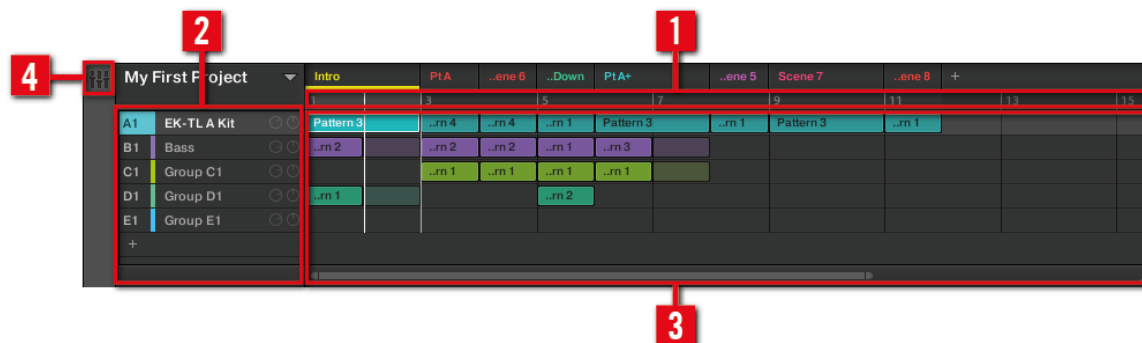 2
1
4
My First Project
Intro Pt A ..ene 6 ..Down Pt A+ ..ene 5 Scene 7 ..ene 8 +
1 3 5 7 9 11 13 15
A1 EK-TL A Kit Pattern 3 ..rn 4 ..rn 4 ..rn 1 Pattern 3 ..rn 1 Pattern 3 ..rn 1
B1 Bass ..rn 2 ..rn 2 ..rn 2 ..rn 1 ..rn 3
C1 Group C1 ..rn 1 ..rn 1 ..rn 1 ..rn 1
D1 Group D1 ..rn 1 ..rn 2
E1 Group E1
+
3